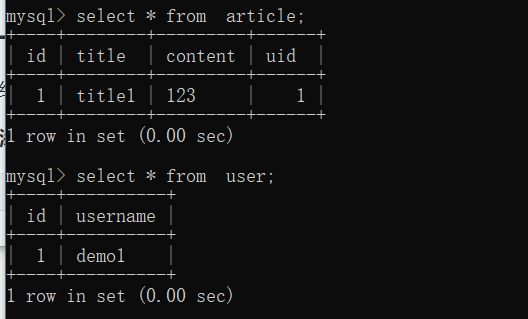 mysql> select * from  article;
+----+--------+---------+------+
| id | title  | content | uid  |
+----+--------+---------+------+
|  1 | title1 | 123     |    1 |
+----+--------+---------+------+
1 row in set (0.00 sec)
mysql> select * from  user;
+----+----------+
| id | username |
+----+----------+
|  1 | demo1    |
+----+----------+
1 row in set (0.00 sec)